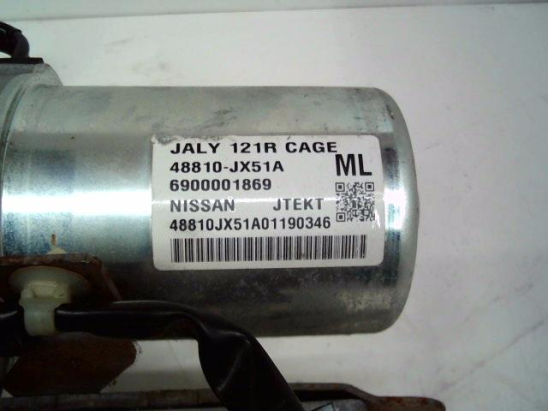 JALY 121R CAGE
48810-JX51A ML
6900001869
NISSAN JTEKT
48810JX51A01190346